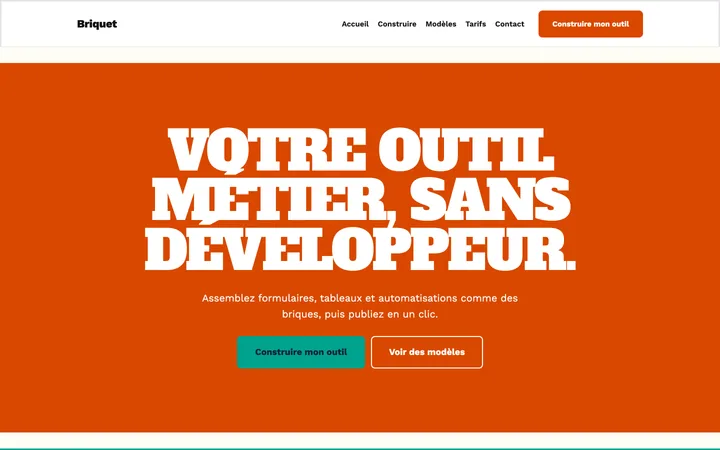 Briquet
Accueil Construire Modèles Tarifs Contact Construire mon outil
VOTRE OUTIL
MÉTIER, SANS
DÉVELOPPEUR.
Assemblez formulaires, tableaux et automatisations comme des
briques, puis publiez en un clic.
Construire mon outil Voir des modèles